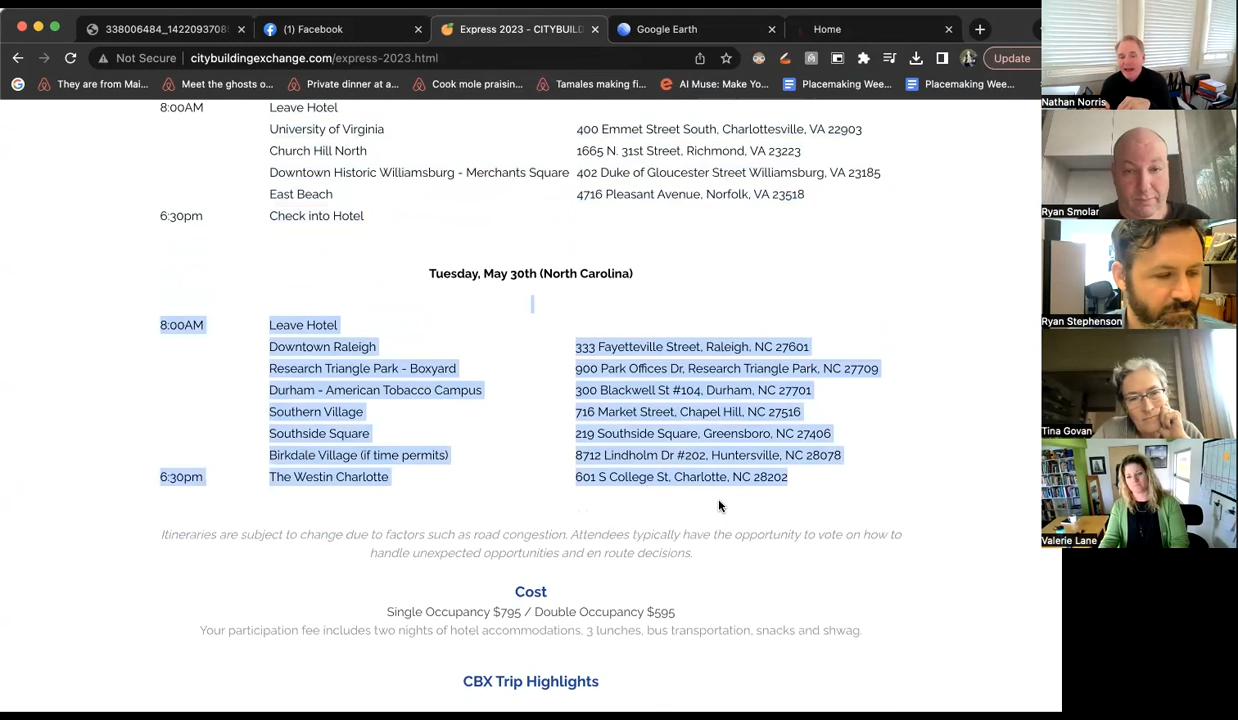 338006484_1422093708
(1) Facebook
Express 2023 - CITYBUILD
Google Earth
Home
Not Secure | citybuildingexchange.com/express-2023.html
Update
They are from Mai...
Meet the ghosts o...
Private dinner at a...
Cook mole praisin...
Tamales making fi...
AI Muse: Make Yo...
Placemaking Wee...
Placemaking Wee...
8:00AM Leave Hotel
University of Virginia 400 Emmet Street South, Charlottesville, VA 22903
Church Hill North 1665 N. 31st Street, Richmond, VA 23223
Downtown Historic Williamsburg - Merchants Square 402 Duke of Gloucester Street Williamsburg, VA 23185
East Beach 4716 Pleasant Avenue, Norfolk, VA 23518
6:30pm Check into Hotel
Tuesday, May 30th (North Carolina)
8:00AM Leave Hotel
Downtown Raleigh 333 Fayetteville Street, Raleigh, NC 27601
Research Triangle Park - Boxyard 900 Park Offices Dr, Research Triangle Park, NC 27709
Durham - American Tobacco Campus 300 Blackwell St #104, Durham, NC 27701
Southern Village 716 Market Street, Chapel Hill, NC 27516
Southside Square 219 Southside Square, Greensboro, NC 27406
Birkdale Village (if time permits) 8712 Lindholm Dr #202, Huntersville, NC 28078
6:30pm The Westin Charlotte 601 S College St, Charlotte, NC 28202
Itineraries are subject to change due to factors such as road congestion. Attendees typically have the opportunity to vote on how to
handle unexpected opportunities and en route decisions.
Cost
Single Occupancy $795 / Double Occupancy $595
Your participation fee includes two nights of hotel accommodations, 3 lunches, bus transportation, snacks and shwag.
CBX Trip Highlights
Nathan Norris
Ryan Smolar
Ryan Stephenson
Tina Govan
Valerie Lane